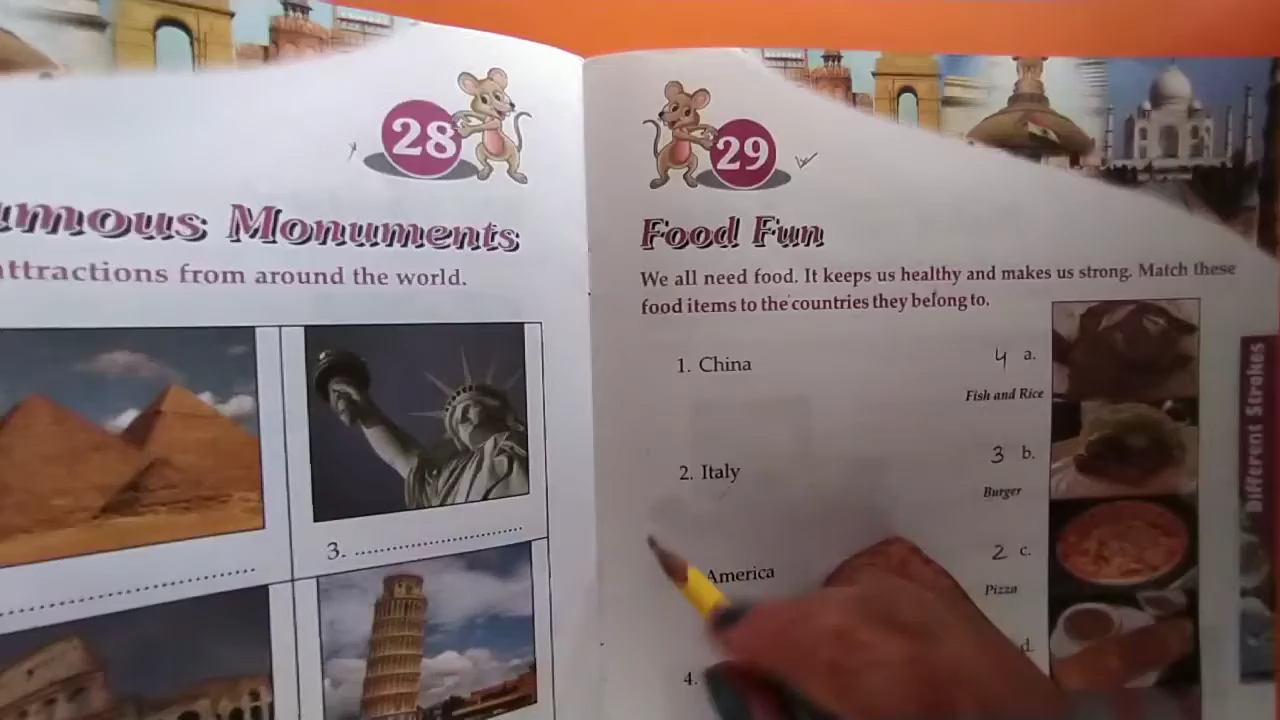 28
umous Monuments
attractions from around the world.
3. ........................
29
Food Fun
We all need food. It keeps us healthy and makes us strong. Match these
food items to the countries they belong to.
1. China
4 a.
Fish and Rice
2. Italy
3 b.
Burger
America
2 c.
Pizza
4.
d.
Different Strokes